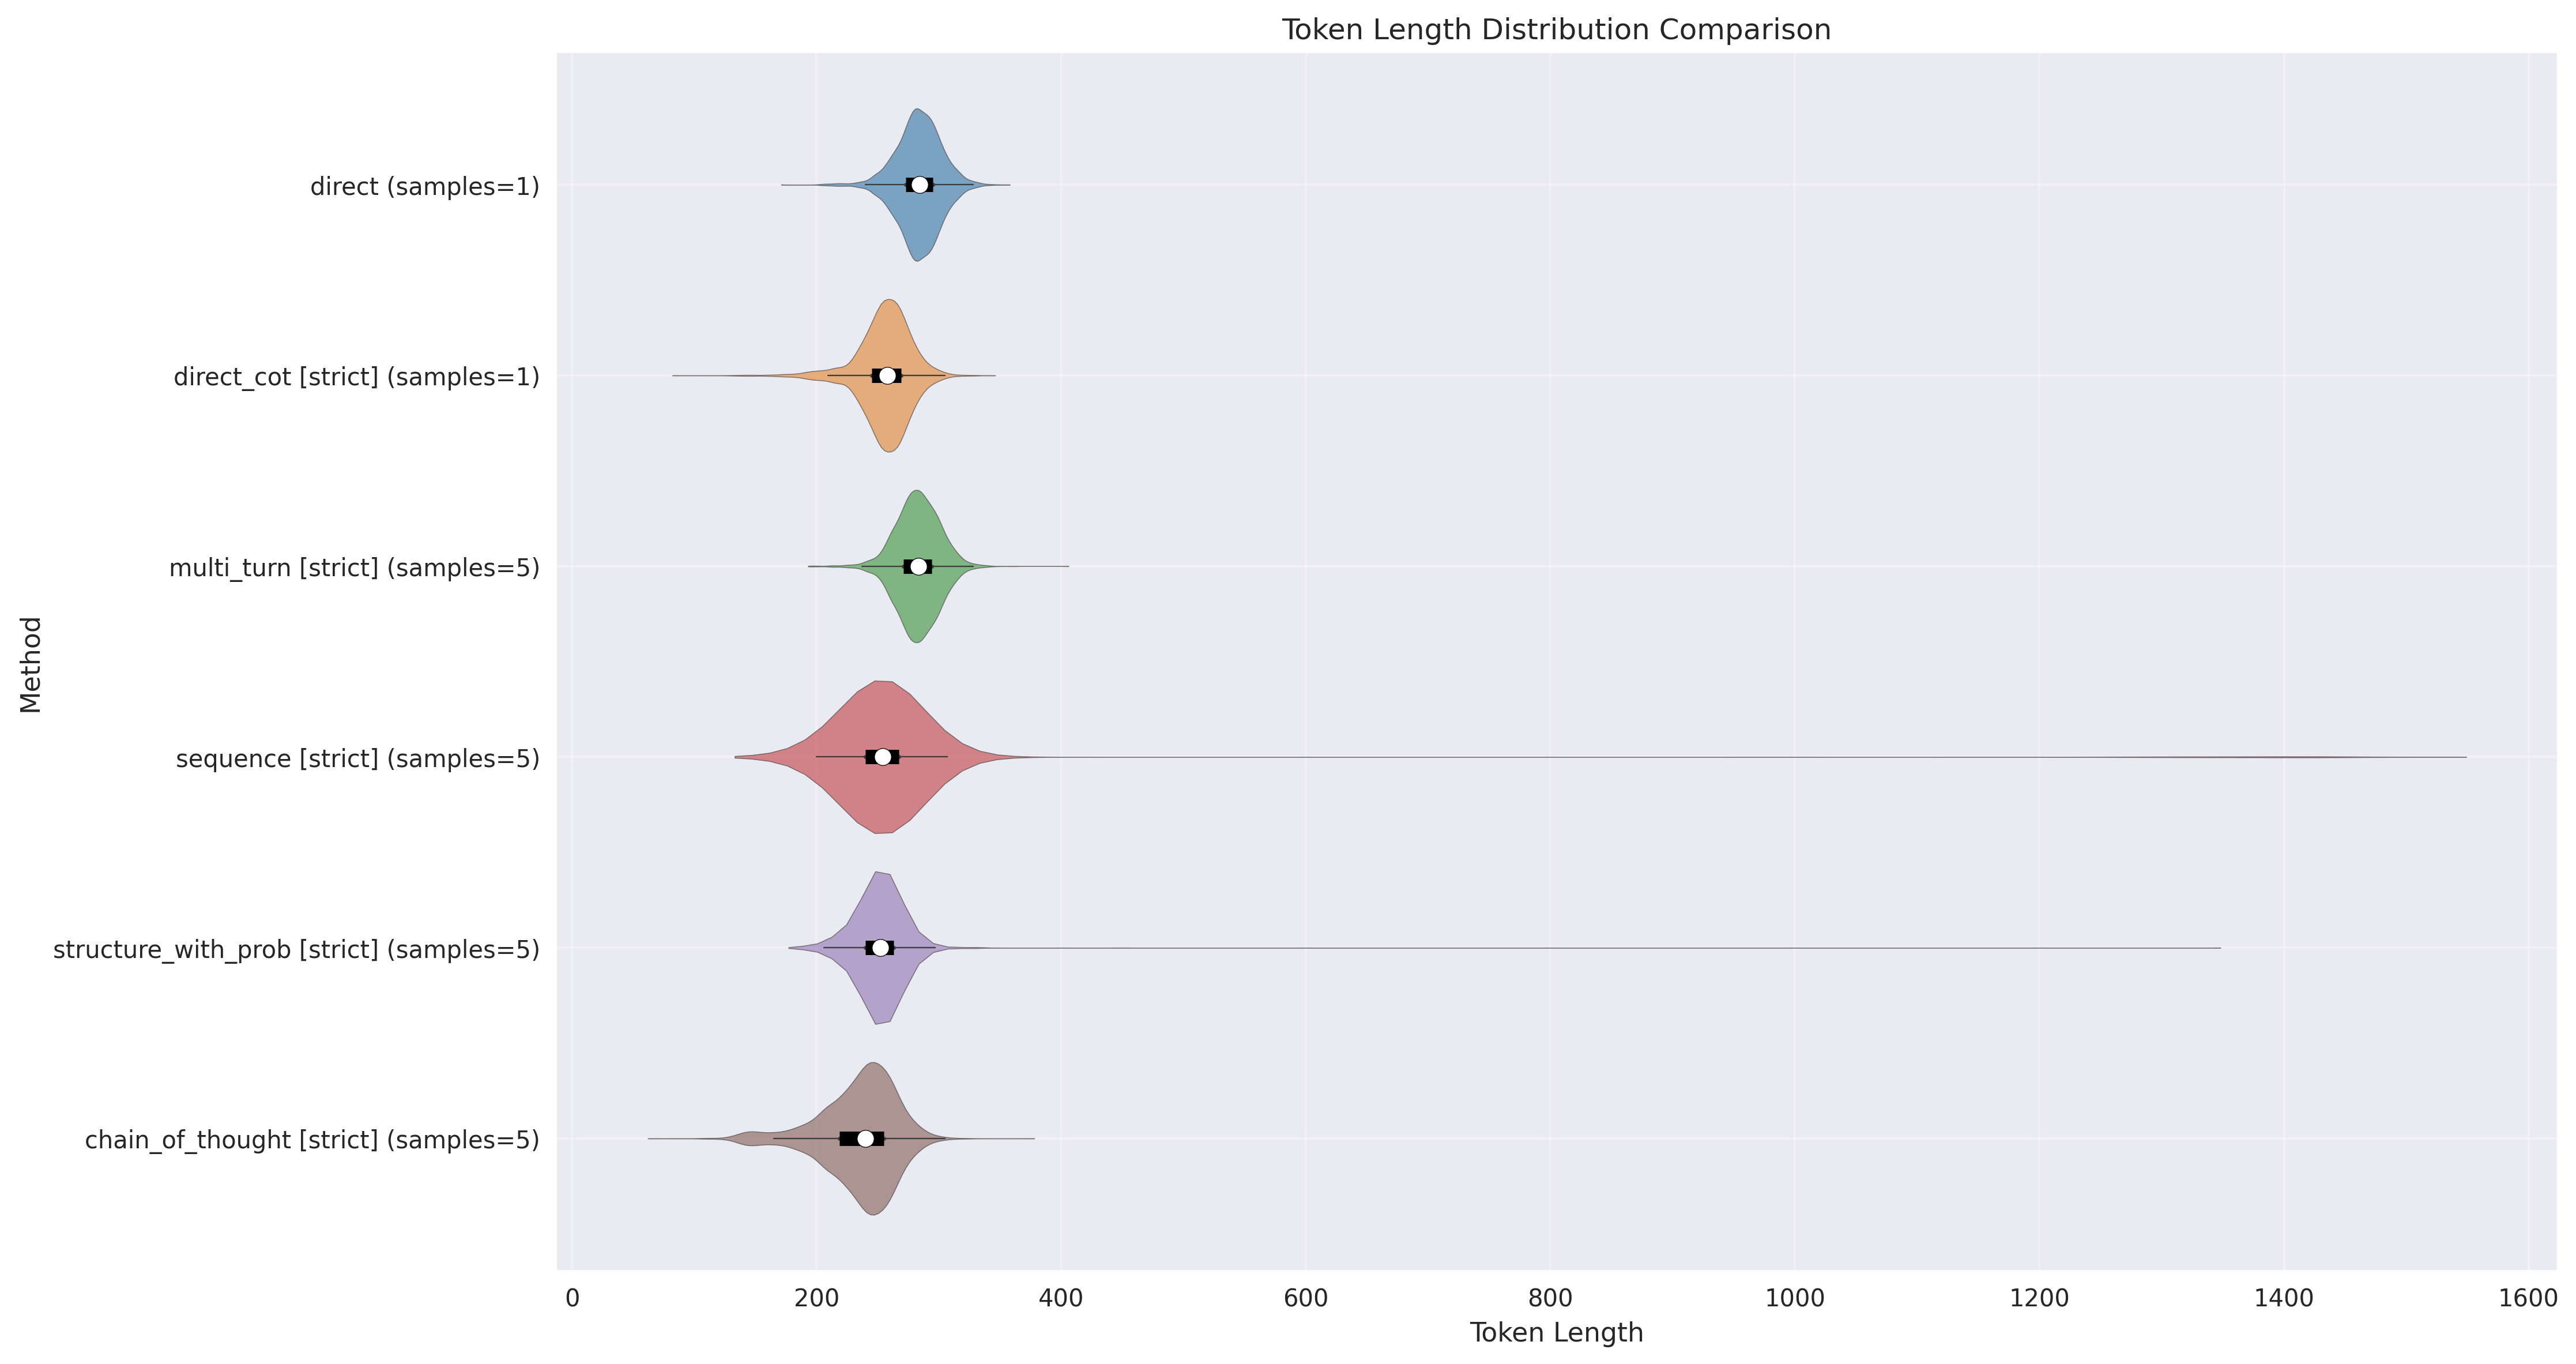 Token Length Distribution Comparison
Method
direct (samples=1)
direct_cot [strict] (samples=1)
multi_turn [strict] (samples=5)
sequence [strict] (samples=5)
structure_with_prob [strict] (samples=5)
chain_of_thought [strict] (samples=5)
0 200 400 600 800 1000 1200 1400 1600
Token Length